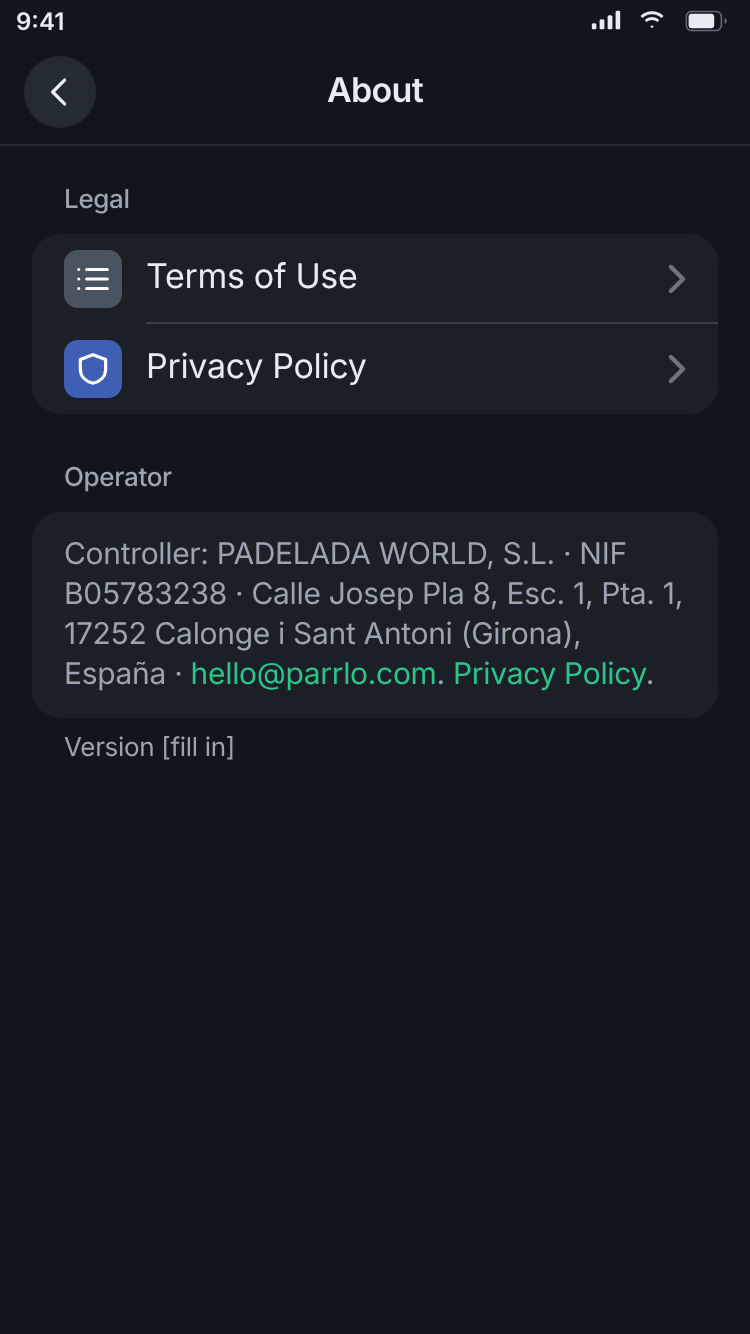 9:41
About
Legal
Terms of Use
Privacy Policy
Operator
Controller: PADELADA WORLD, S.L. · NIF
B05783238 · Calle Josep Pla 8, Esc. 1, Pta. 1,
17252 Calonge i Sant Antoni (Girona),
España · hello@parrlo.com. Privacy Policy.
Version [fill in]